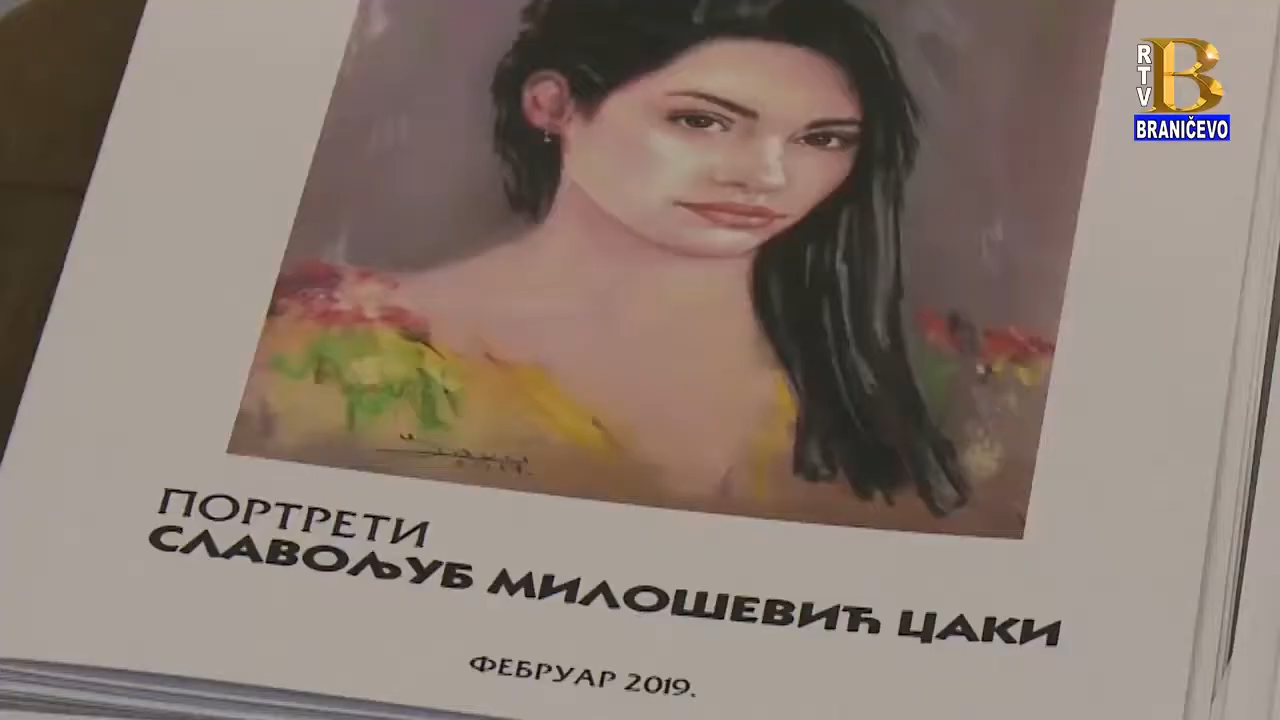 RTV
B
BRANIČEVO
ПОРТРЕТИ
СЛАВОЉУБ МИЛОШЕВИЋ ЦАКИ
ФЕБРУАР 2019.